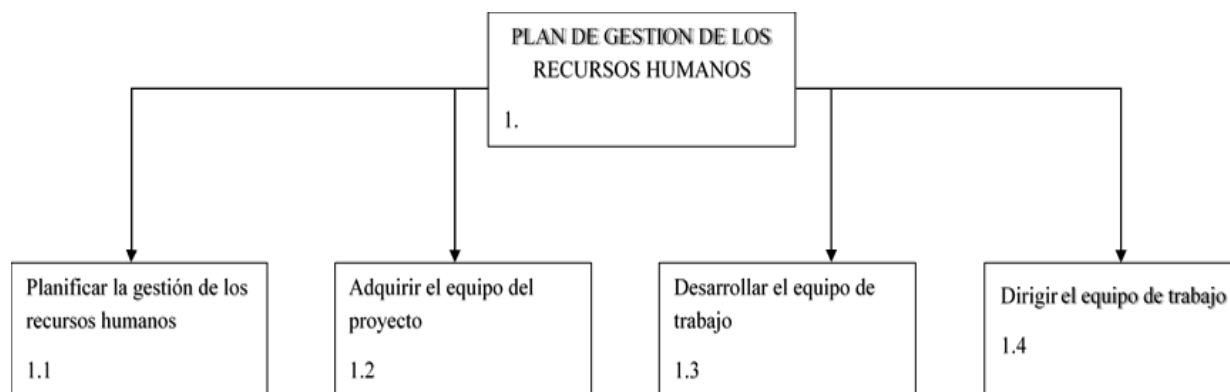 PLAN DE GESTION DE LOS
RECURSOS HUMANOS
1.
Planificar la gestión de los
recursos humanos
1.1
Adquirir el equipo del
proyecto
1.2
Desarrollar el equipo de
trabajo
1.3
Dirigir el equipo de trabajo
1.4